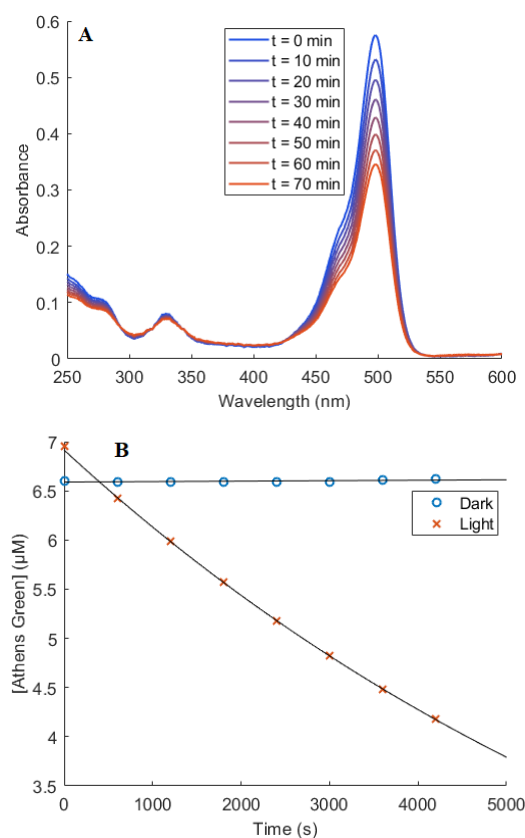 A
t = 0 min
t = 10 min
t = 20 min
t = 30 min
t = 40 min
t = 50 min
t = 60 min
t = 70 min
0.6
0.5
0.4
0.3
0.2
0.1
0
Absorbance
250 300 350 400 450 500 550 600
Wavelength (nm)
B
Dark
Light
7
6.5
6
5.5
5
4.5
4
3.5
[Athens Green] (μM)
0 1000 2000 3000 4000 5000
Time (s)